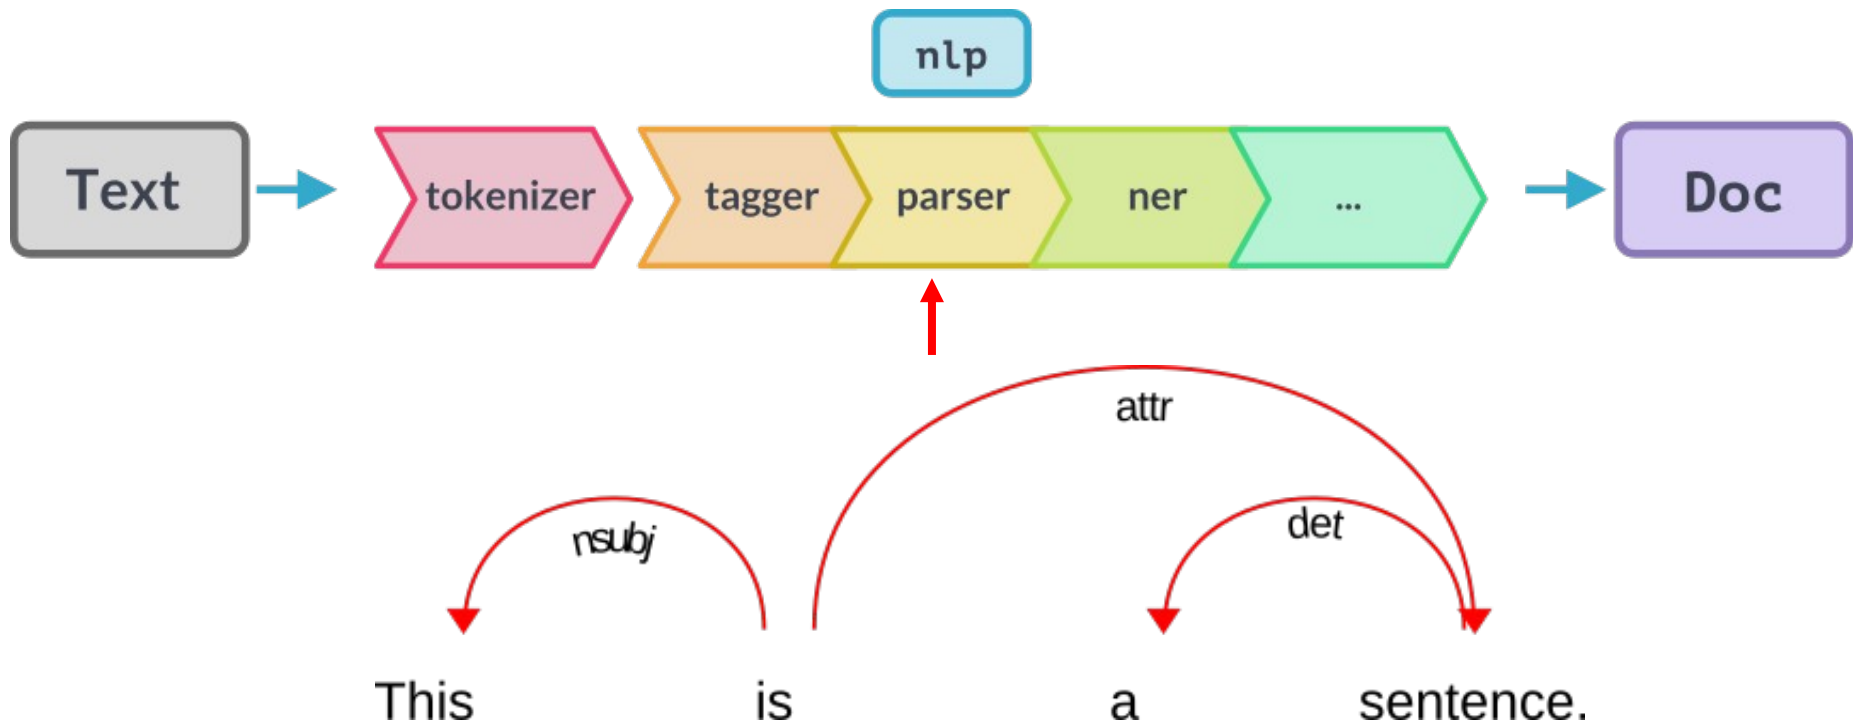 nlp
Text tokenizer tagger parser ner ... Doc
attr
nsubj det
This is a sentence.